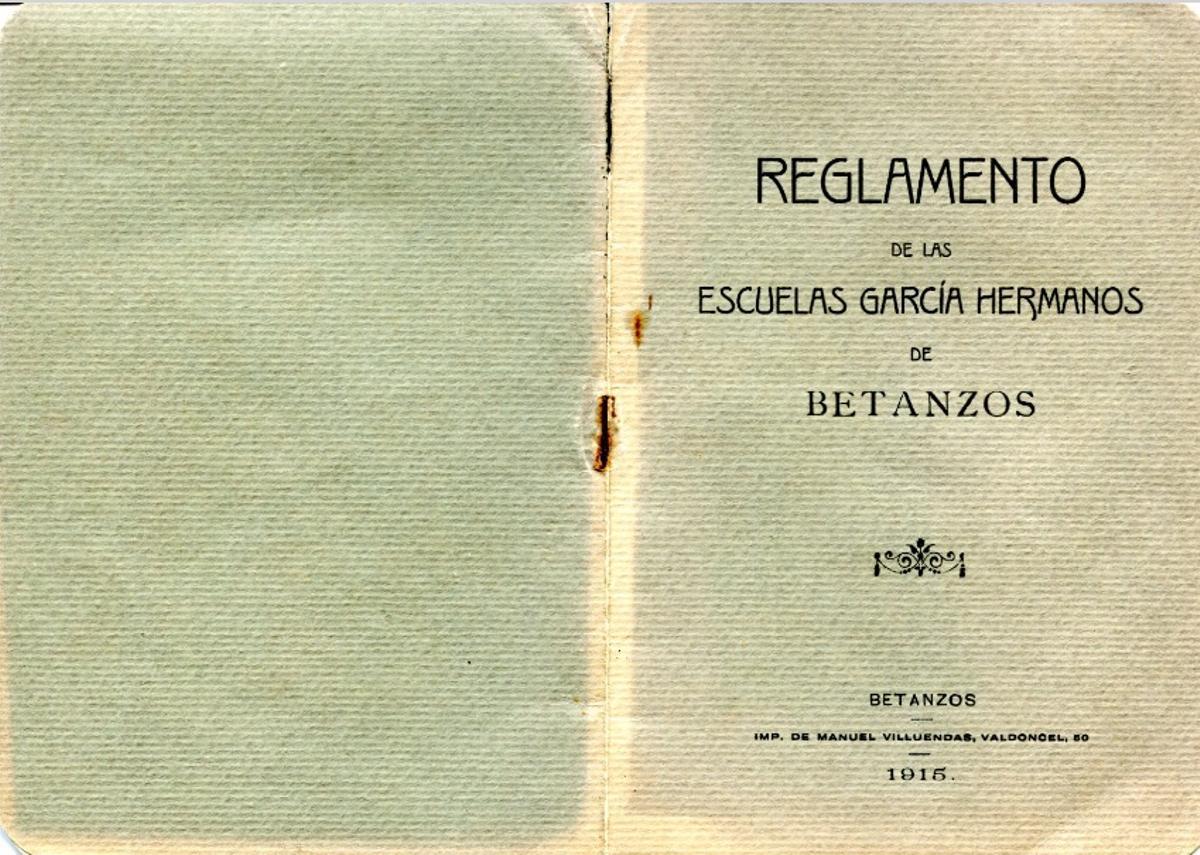 REGLAMENTO
DE LAS
ESCUELAS GARCÍA HERMANOS
DE
BETANZOS
BETANZOS
IMP. DE MANUEL VILLUENDAS, VALDONCEL, 50
1915.